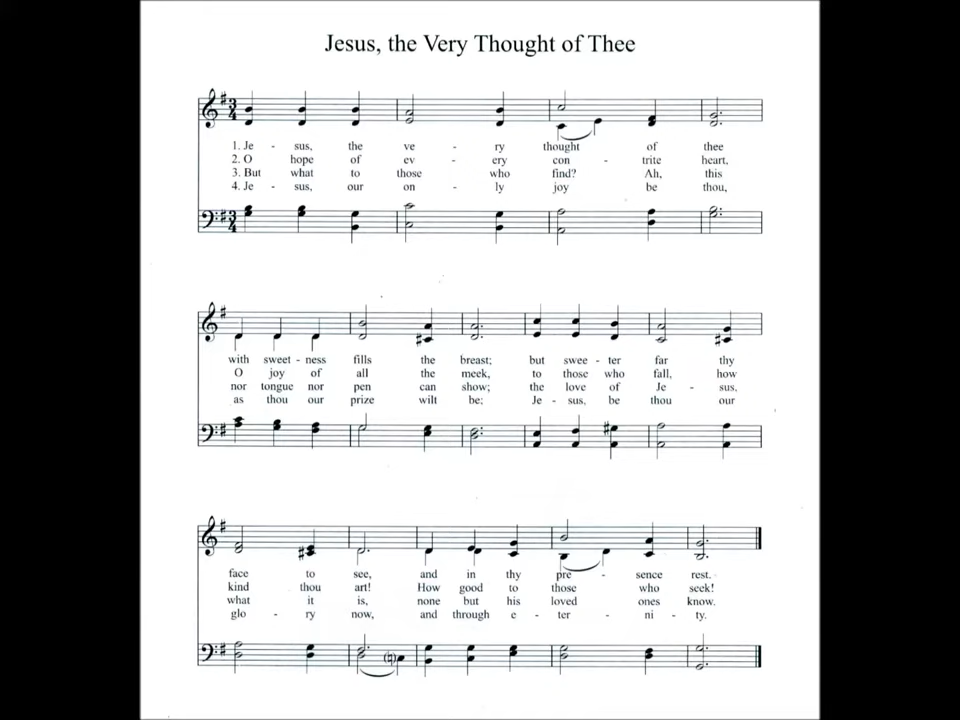 Jesus, the Very Thought of Thee
3 4
1. Je - sus, the ve - ry thought of thee
2. O hope of ev - ery con - trite heart,
3. But what to those who find? Ah, this
4. Je - sus, our on - ly joy be thou,
3 4
with sweet - ness fills the breast; but swee - ter far thy
O joy of all the meek, to those who fall, how
nor tongue nor pen can show; the love of Je - sus,
as thou our prize wilt be; Je - sus, be thou our
face to see, and in thy pre - sence rest.
kind thou art! How good to those who seek!
what it is, none but his loved ones know.
glo - ry now, and through e - ter - ni - ty.